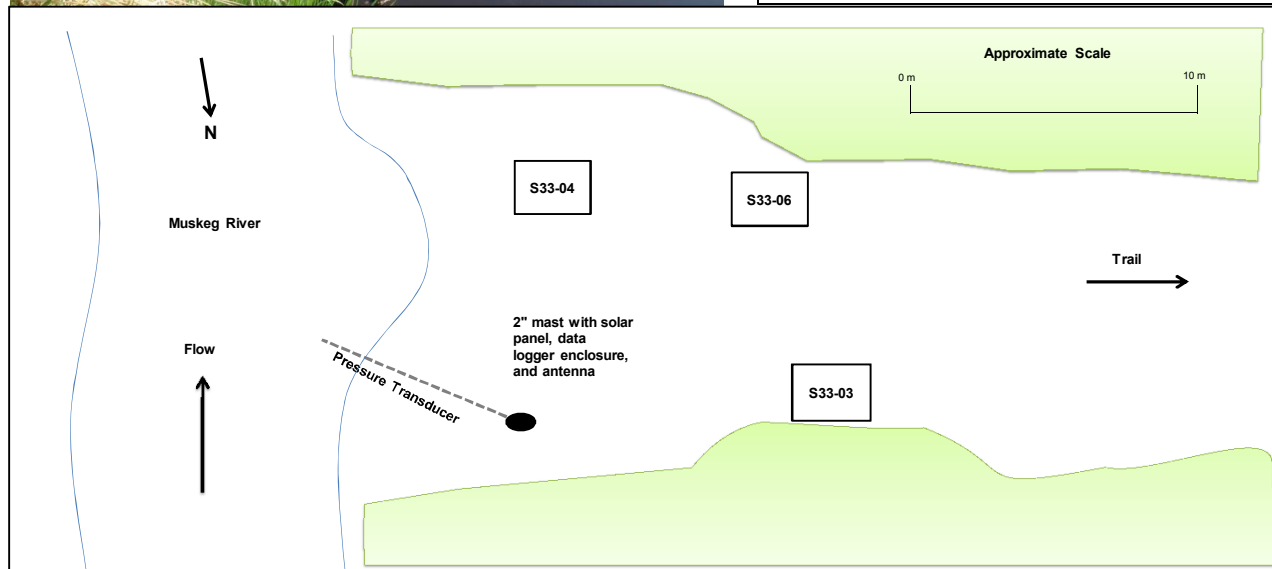 Approximate Scale
0 m
10 m
N
S33-04
S33-06
Muskeg River
Trail
2" mast with solar
panel, data
logger enclosure,
and antenna
Flow
Pressure Transducer
S33-03